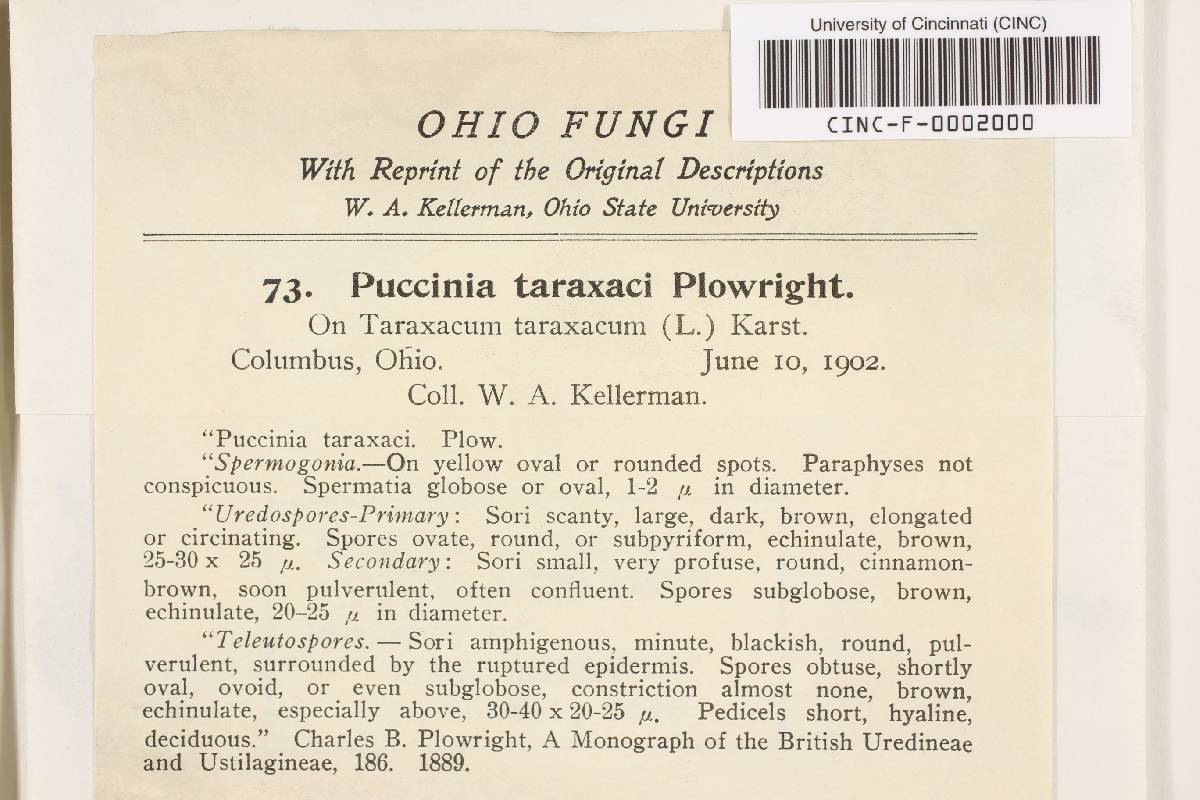 University of Cincinnati (CINC)
CINC-F-0002000
OHIO FUNGI
With Reprint of the Original Descriptions
W. A. Kellerman, Ohio State University
73. Puccinia taraxaci Plowright.
On Taraxacum taraxacum (L.) Karst.
Columbus, Ohio. June 10, 1902.
Coll. W. A. Kellerman.
“Puccinia taraxaci. Plow.
“Spermogonia.—On yellow oval or rounded spots. Paraphyses not
conspicuous. Spermatia globose or oval, 1-2 µ in diameter.
“Uredospores-Primary: Sori scanty, large, dark, brown, elongated
or circinating. Spores ovate, round, or subpyriform, echinulate, brown,
25-30 x 25 µ. Secondary: Sori small, very profuse, round, cinnamon-
brown, soon pulverulent, often confluent. Spores subglobose, brown,
echinulate, 20–25 µ in diameter.
“Teleutospores. — Sori amphigenous, minute, blackish, round, pul-
verulent, surrounded by the ruptured epidermis. Spores obtuse, shortly
oval, ovoid, or even subglobose, constriction almost none, brown,
echinulate, especially above, 30-40 x 20-25 µ. Pedicels short, hyaline,
deciduous.” Charles B. Plowright, A Monograph of the British Uredineae
and Ustilagineae, 186. 1889.